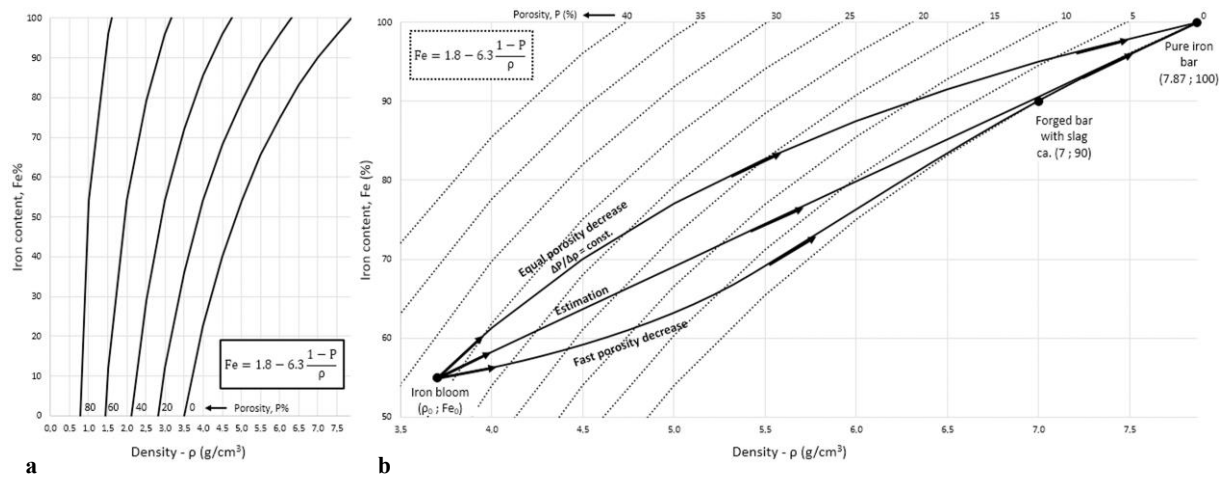 Iron content, Fe%
100
90
80
70
60
50
40
30
20
10
0
Fe = 1.8 − 6.3 (1 − P)/ρ
80 60 40 20 0 ← Porosity, P%
0,0 0.5 1.0 1.5 2.0 2.5 3.0 3.5 4.0 4.5 5.0 5.5 6.0 6.5 7.0 7,5
Density - ρ (g/cm³)
a
Porosity, P (%) ← 40 35 30 25 20 15 10 5 0
Fe = 1.8 − 6.3 (1 − P)/ρ
Iron content, Fe (%)
100
90
80
70
60
50
Pure iron
bar
(7.87 ; 100)
Forged bar
with slag
ca. (7 ; 90)
Equal porosity decrease
ΔP/Δρ = const.
Estimation
Fast porosity decrease
Iron bloom
(ρ₀ ; Fe₀)
3,5 4.0 4.5 5.0 5.5 6.0 6.5 7.0 7.5
Density - ρ (g/cm³)
b